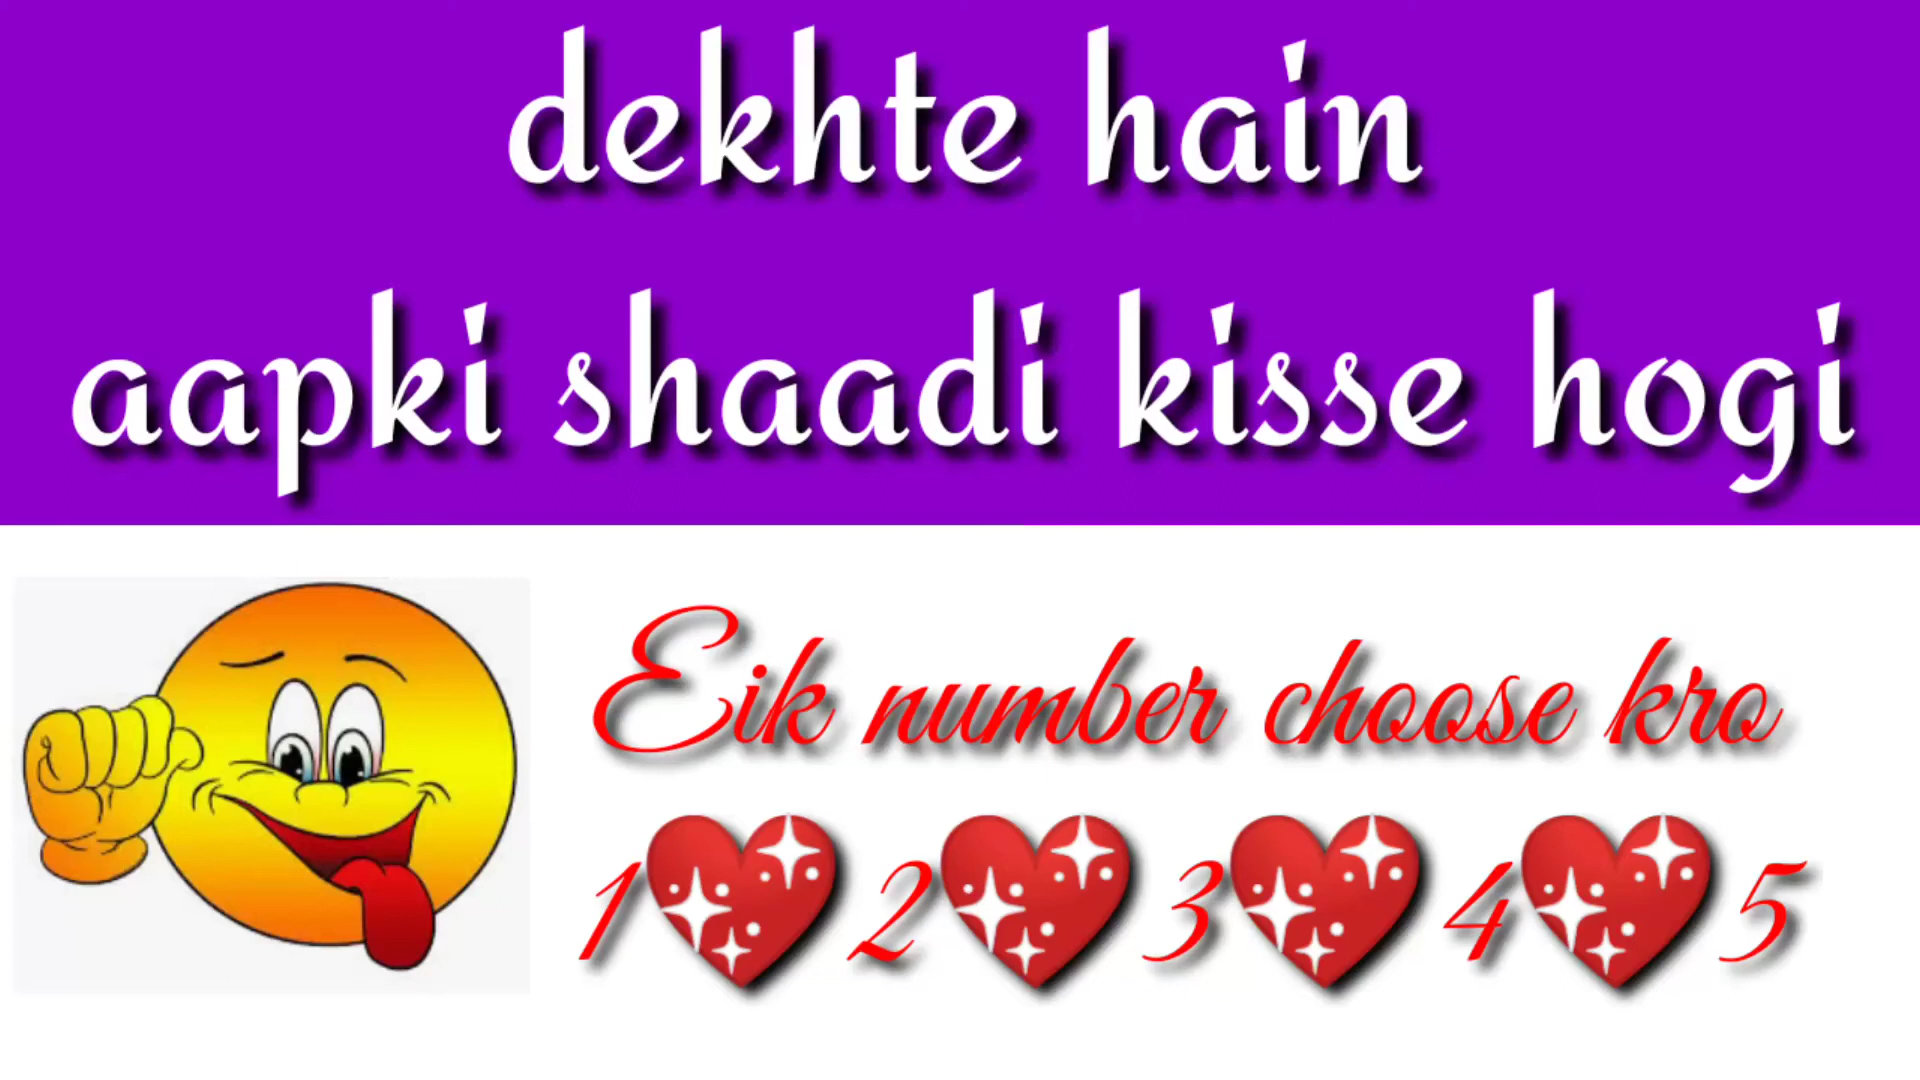 dekhte hain
aapki shaadi kisse hogi
Eik number choose kro
1💖2💖3💖4💖5